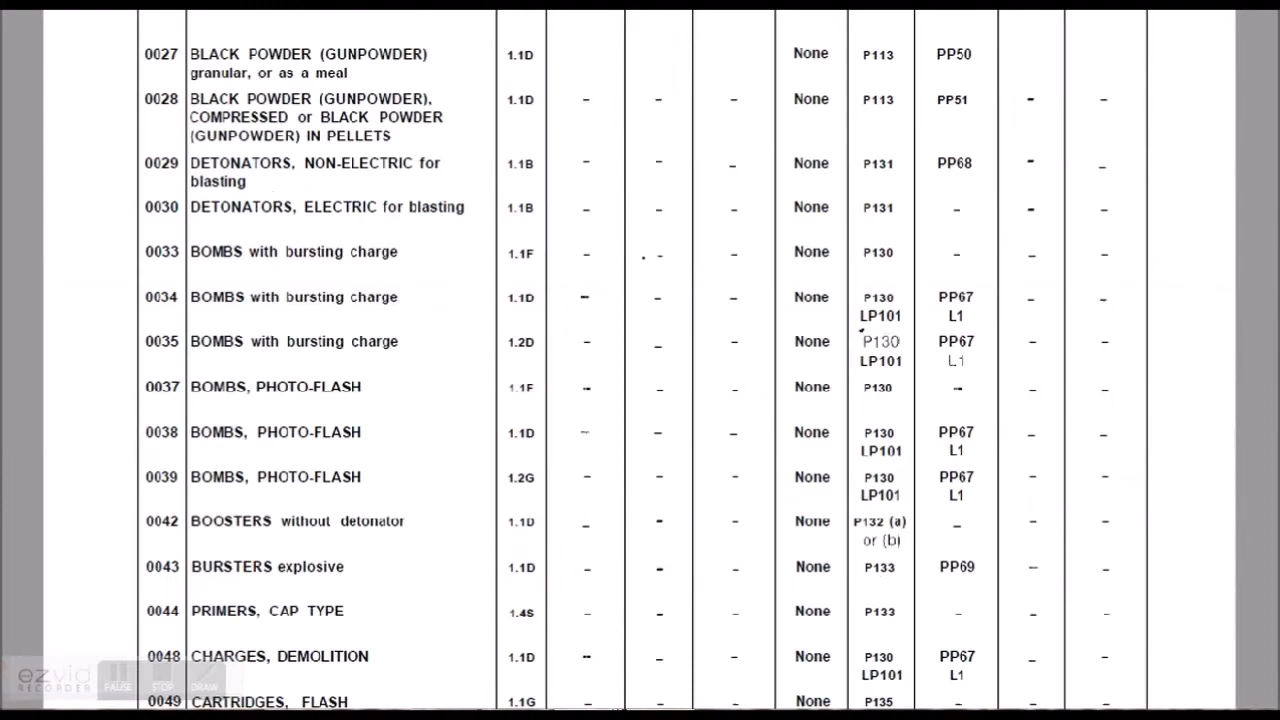 0027 BLACK POWDER (GUNPOWDER) 1.1D None P113 PP50
granular, or as a meal
0028 BLACK POWDER (GUNPOWDER), 1.1D – – – None P113 PP51 - –
COMPRESSED or BLACK POWDER
(GUNPOWDER) IN PELLETS
0029 DETONATORS, NON-ELECTRIC for 1.1B – – – None P131 PP68 - –
blasting
0030 DETONATORS, ELECTRIC for blasting 1.1B – – – None P131 – - –
0033 BOMBS with bursting charge 1.1F – – – None P130 – – –
0034 BOMBS with bursting charge 1.1D – – – None P130 PP67 – –
LP101 L1
0035 BOMBS with bursting charge 1.2D – – – None P130 PP67 – –
LP101 L1
0037 BOMBS, PHOTO-FLASH 1.1F – – – None P130 – – –
0038 BOMBS, PHOTO-FLASH 1.1D – – – None P130 PP67 – –
LP101 L1
0039 BOMBS, PHOTO-FLASH 1.2G – – – None P130 PP67 – –
LP101 L1
0042 BOOSTERS without detonator 1.1D – - – None P132 (a) – – –
or (b)
0043 BURSTERS explosive 1.1D – - – None P133 PP69 – –
0044 PRIMERS, CAP TYPE 1.4S – - – None P133 – – –
0048 CHARGES, DEMOLITION 1.1D – – – None P130 PP67 – –
LP101 L1
0049 CARTRIDGES, FLASH 1.1G – – – None P135 – – –
ezvid
RECORDER
PAUSE STOP DRAW